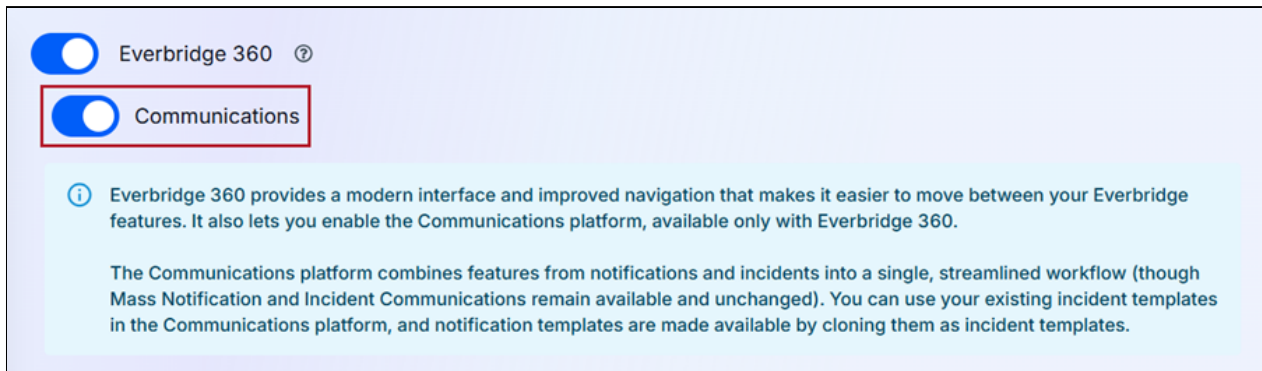 Everbridge 360
Communications
Everbridge 360 provides a modern interface and improved navigation that makes it easier to move between your Everbridge
features. It also lets you enable the Communications platform, available only with Everbridge 360.
The Communications platform combines features from notifications and incidents into a single, streamlined workflow (though
Mass Notification and Incident Communications remain available and unchanged). You can use your existing incident templates
in the Communications platform, and notification templates are made available by cloning them as incident templates.